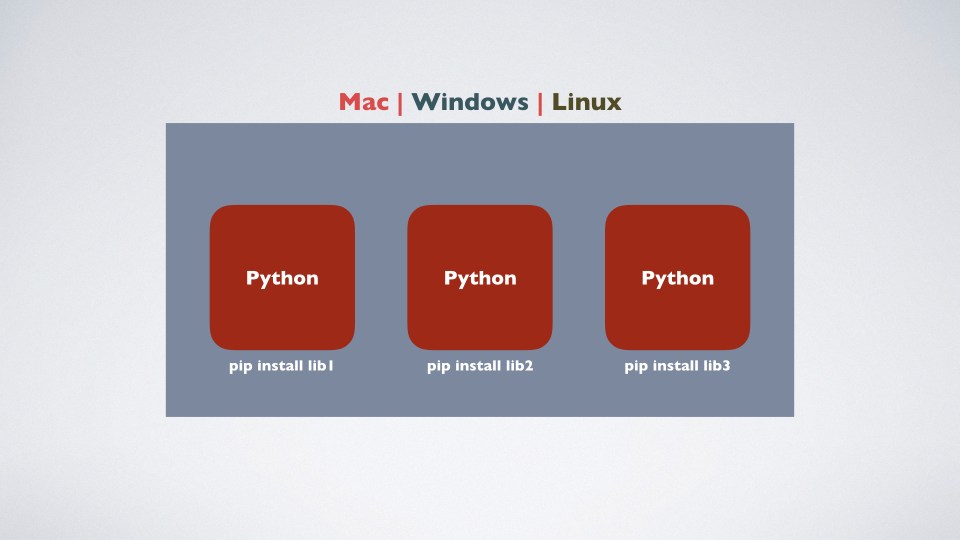 Mac | Windows | Linux
Python
Python
Python
pip install lib1
pip install lib2
pip install lib3